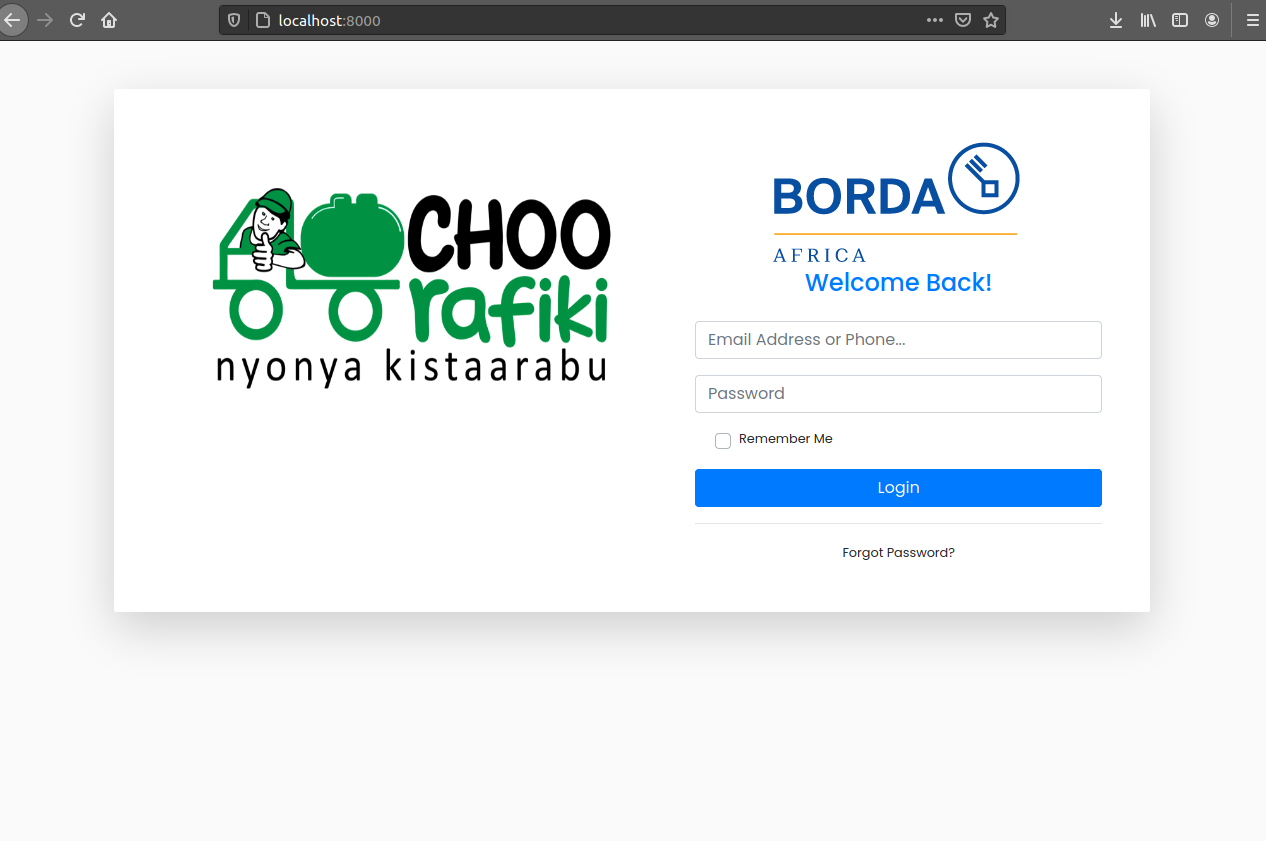 localhost:8000
CHOO
rafiki
nyonya kistaarabu
BORDA
AFRICA
Welcome Back!
Email Address or Phone...
Password
Remember Me
Login
Forgot Password?